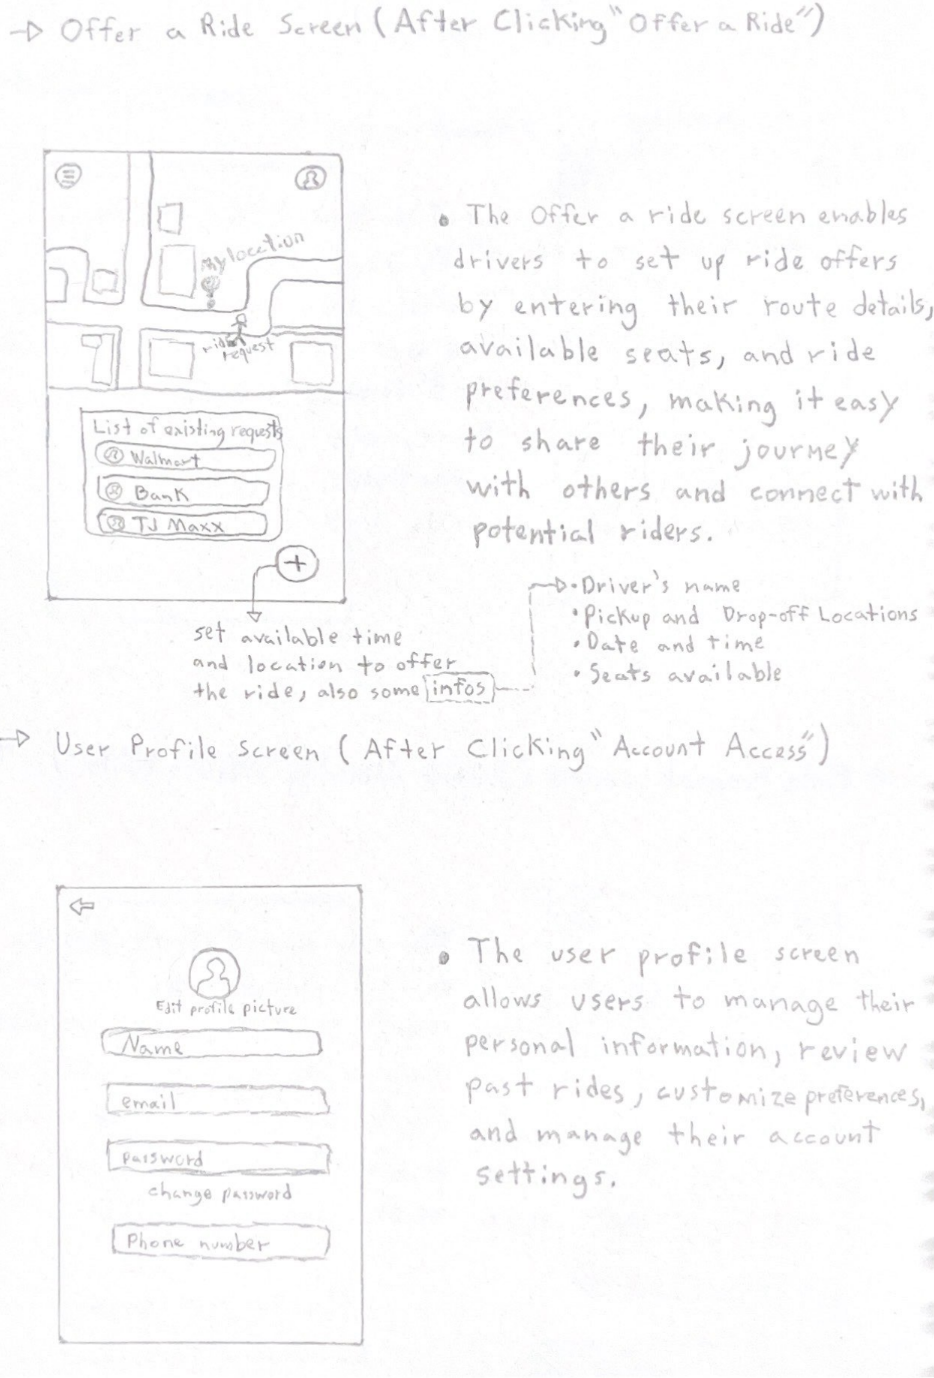 Offer a Ride Screen (After Clicking "Offer a Ride")
My location
ride
request
List of existing requests
Walmart
Bank
TJ Maxx
+
set available time
and location to offer
the ride, also some infos
• The Offer a ride screen enables
drivers to set up ride offers
by entering their route details,
available seats, and ride
preferences, making it easy
to share their journey
with others and connect with
potential riders.
• Driver's name
• Pickup and Drop-off Locations
• Date and time
• Seats available
User Profile Screen (After Clicking "Account Access")
Edit profile picture
Name
email
password
change password
Phone number
• The user profile screen
allows users to manage their
personal information, review
past rides, customize preferences,
and manage their account
settings.